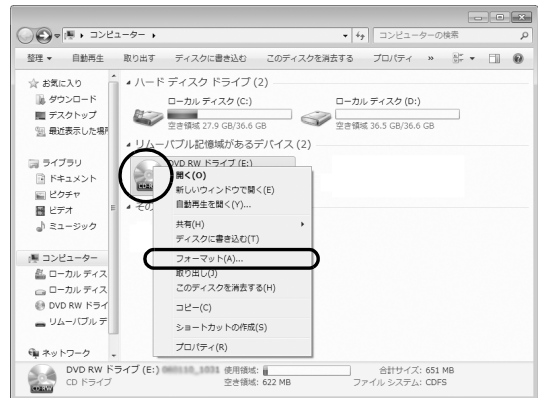 コンピューター
コンピューターの検索
整理 自動再生 取り出す ディスクに書き込む このディスクを消去する プロパティ »
お気に入り
ダウンロード
デスクトップ
最近表示した場所
ライブラリ
ドキュメント
ピクチャ
ビデオ
ミュージック
コンピューター
ローカル ディス
ローカル ディス
DVD RW ドライ
リムーバブル デ
ネットワーク
ハード ディスク ドライブ (2)
ローカル ディスク (C:)
空き領域 27.9 GB/36.6 GB
ローカル ディスク (D:)
空き領域 36.5 GB/36.6 GB
リムーバブル記憶域があるデバイス (2)
DVD RW ドライブ (E:)
CD-R
その
開く(O)
新しいウィンドウで開く(E)
自動再生を開く(Y)...
共有(H)
ディスクに書き込む(T)
フォーマット(A)...
取り出し(J)
このディスクを消去する(H)
コピー(C)
ショートカットの作成(S)
プロパティ(R)
DVD RW ドライブ (E:) 使用領域: 合計サイズ: 651 MB
CD ドライブ 空き領域: 622 MB ファイル システム: CDFS
CD-RW